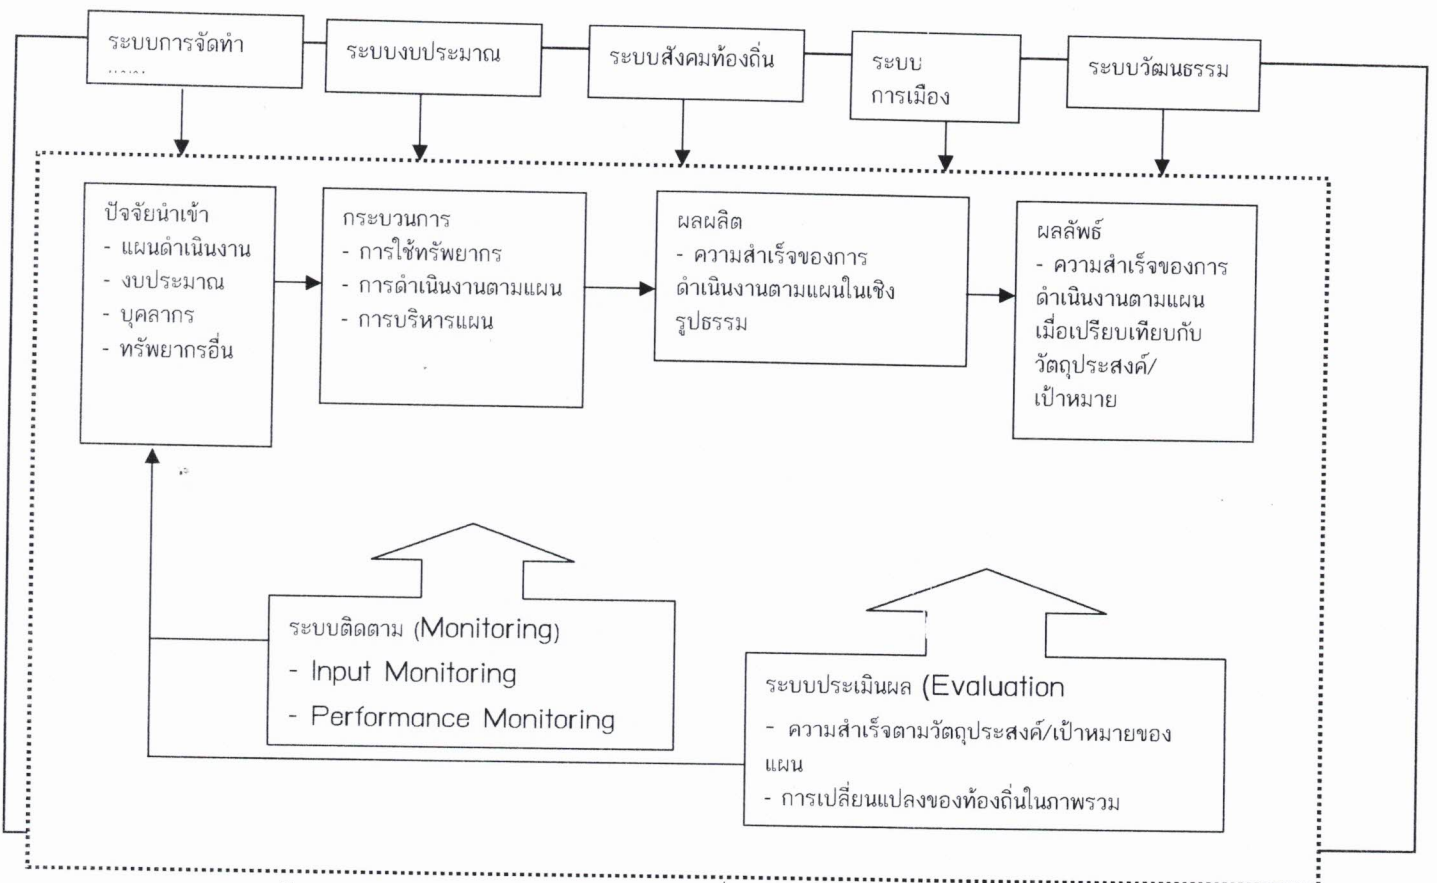 ระบบการจัดทำ
ระบบงบประมาณ
ระบบสังคมท้องถิ่น
ระบบ
การเมือง
ระบบวัฒนธรรม
ปัจจัยนำเข้า
- แผนดำเนินงาน
- งบประมาณ
- บุคลากร
- ทรัพยากรอื่น
กระบวนการ
- การใช้ทรัพยากร
- การดำเนินงานตามแผน
- การบริหารแผน
ผลผลิต
- ความสำเร็จของการ
ดำเนินงานตามแผนในเชิง
รูปธรรม
ผลลัพธ์
- ความสำเร็จของการ
ดำเนินงานตามแผน
เมื่อเปรียบเทียบกับ
วัตถุประสงค์/
เป้าหมาย
ระบบติดตาม (Monitoring)
- Input Monitoring
- Performance Monitoring
ระบบประเมินผล (Evaluation
- ความสำเร็จตามวัตถุประสงค์/เป้าหมายของ
แผน
- การเปลี่ยนแปลงของท้องถิ่นในภาพรวม